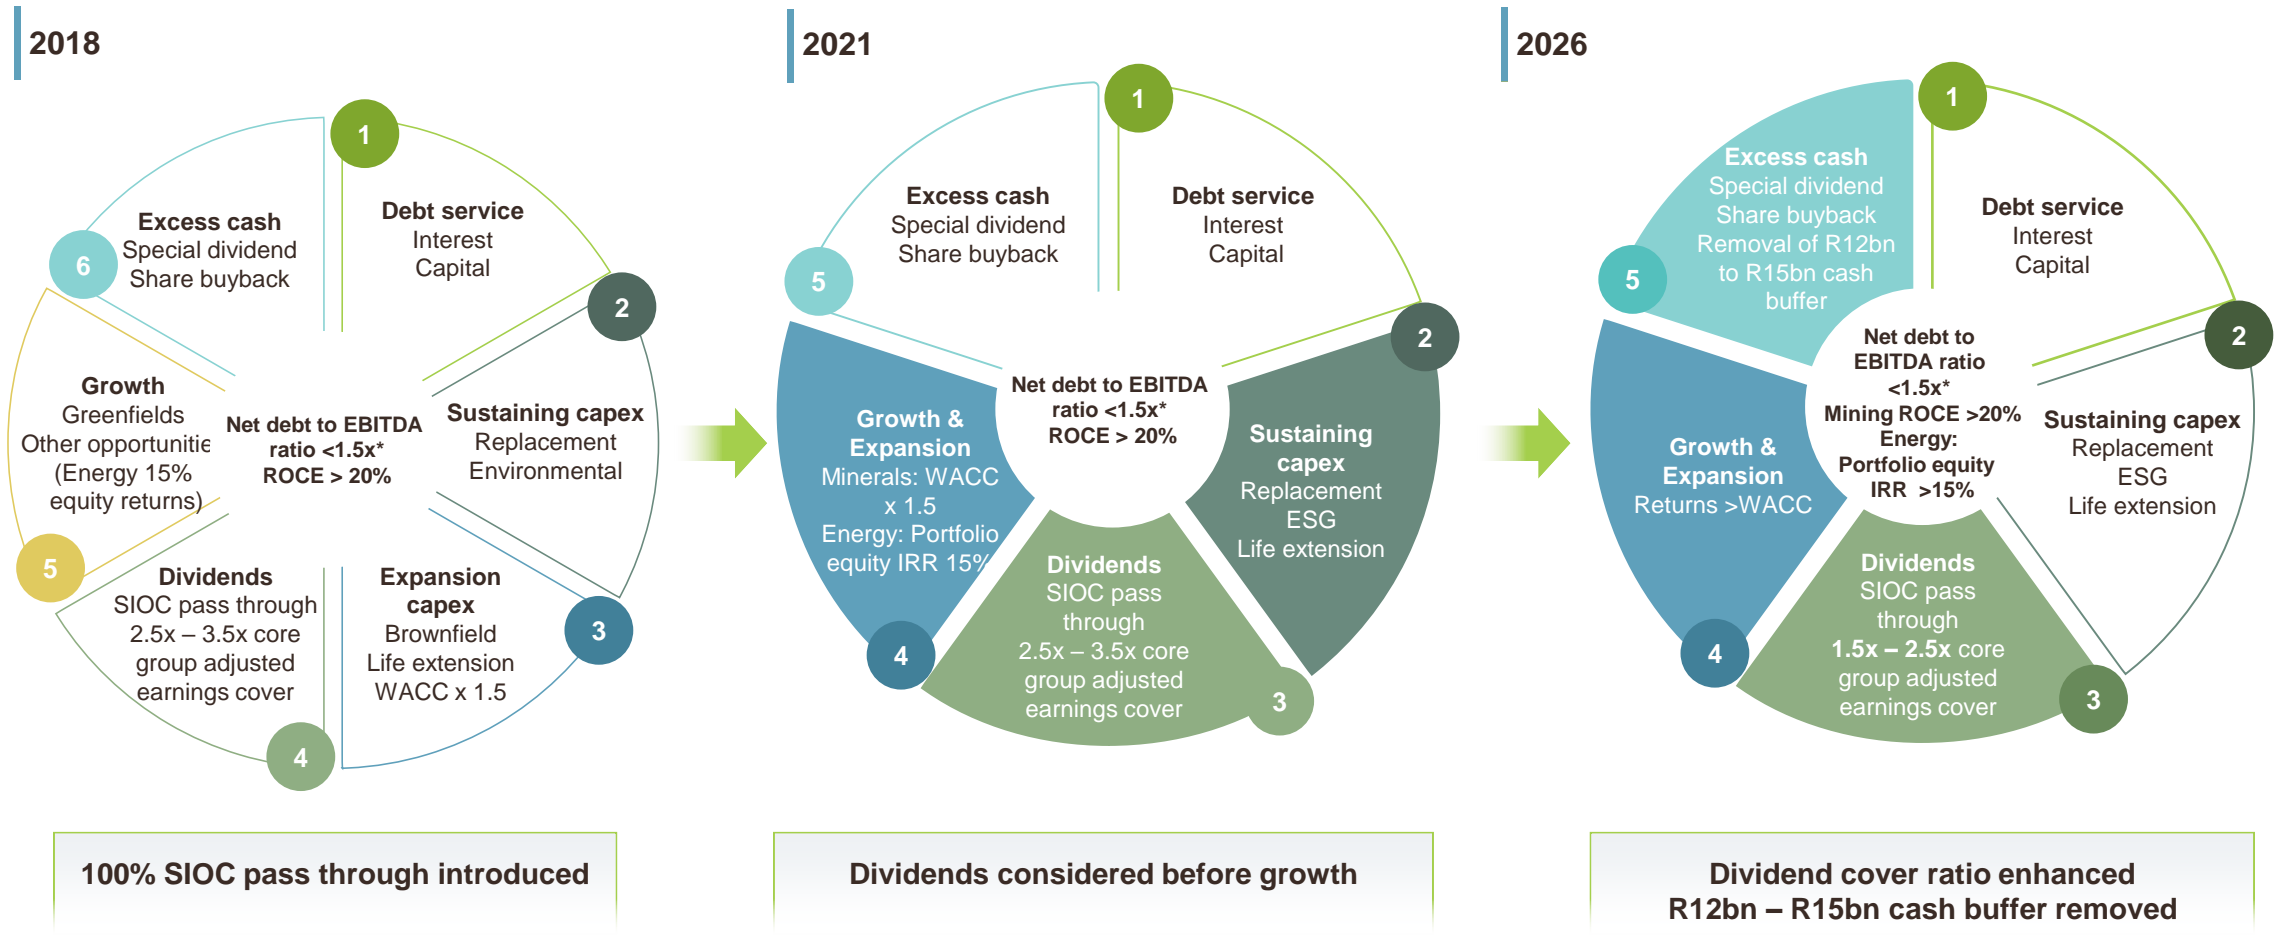 2018
1
Debt service
Interest
Capital
2
Sustaining capex
Replacement
Environmental
3
Expansion
capex
Brownfield
Life extension
WACC x 1.5
4
Dividends
SIOC pass through
2.5x – 3.5x core
group adjusted
earnings cover
5
Growth
Greenfields
Other opportunitie
(Energy 15%
equity returns)
6
Excess cash
Special dividend
Share buyback
Net debt to EBITDA
ratio <1.5x*
ROCE > 20%
100% SIOC pass through introduced
2021
1
Debt service
Interest
Capital
2
Sustaining
capex
Replacement
ESG
Life extension
3
Dividends
SIOC pass
through
2.5x – 3.5x core
group adjusted
earnings cover
4
Growth &
Expansion
Minerals: WACC
x 1.5
Energy: Portfolio
equity IRR 15%
5
Excess cash
Special dividend
Share buyback
Net debt to EBITDA
ratio <1.5x*
ROCE > 20%
Dividends considered before growth
2026
1
Debt service
Interest
Capital
2
Sustaining capex
Replacement
ESG
Life extension
3
Dividends
SIOC pass
through
1.5x – 2.5x core
group adjusted
earnings cover
4
Growth &
Expansion
Returns >WACC
5
Excess cash
Special dividend
Share buyback
Removal of R12bn
to R15bn cash
buffer
Net debt to
EBITDA ratio
<1.5x*
Mining ROCE >20%
Energy:
Portfolio equity
IRR >15%
Dividend cover ratio enhanced
R12bn – R15bn cash buffer removed